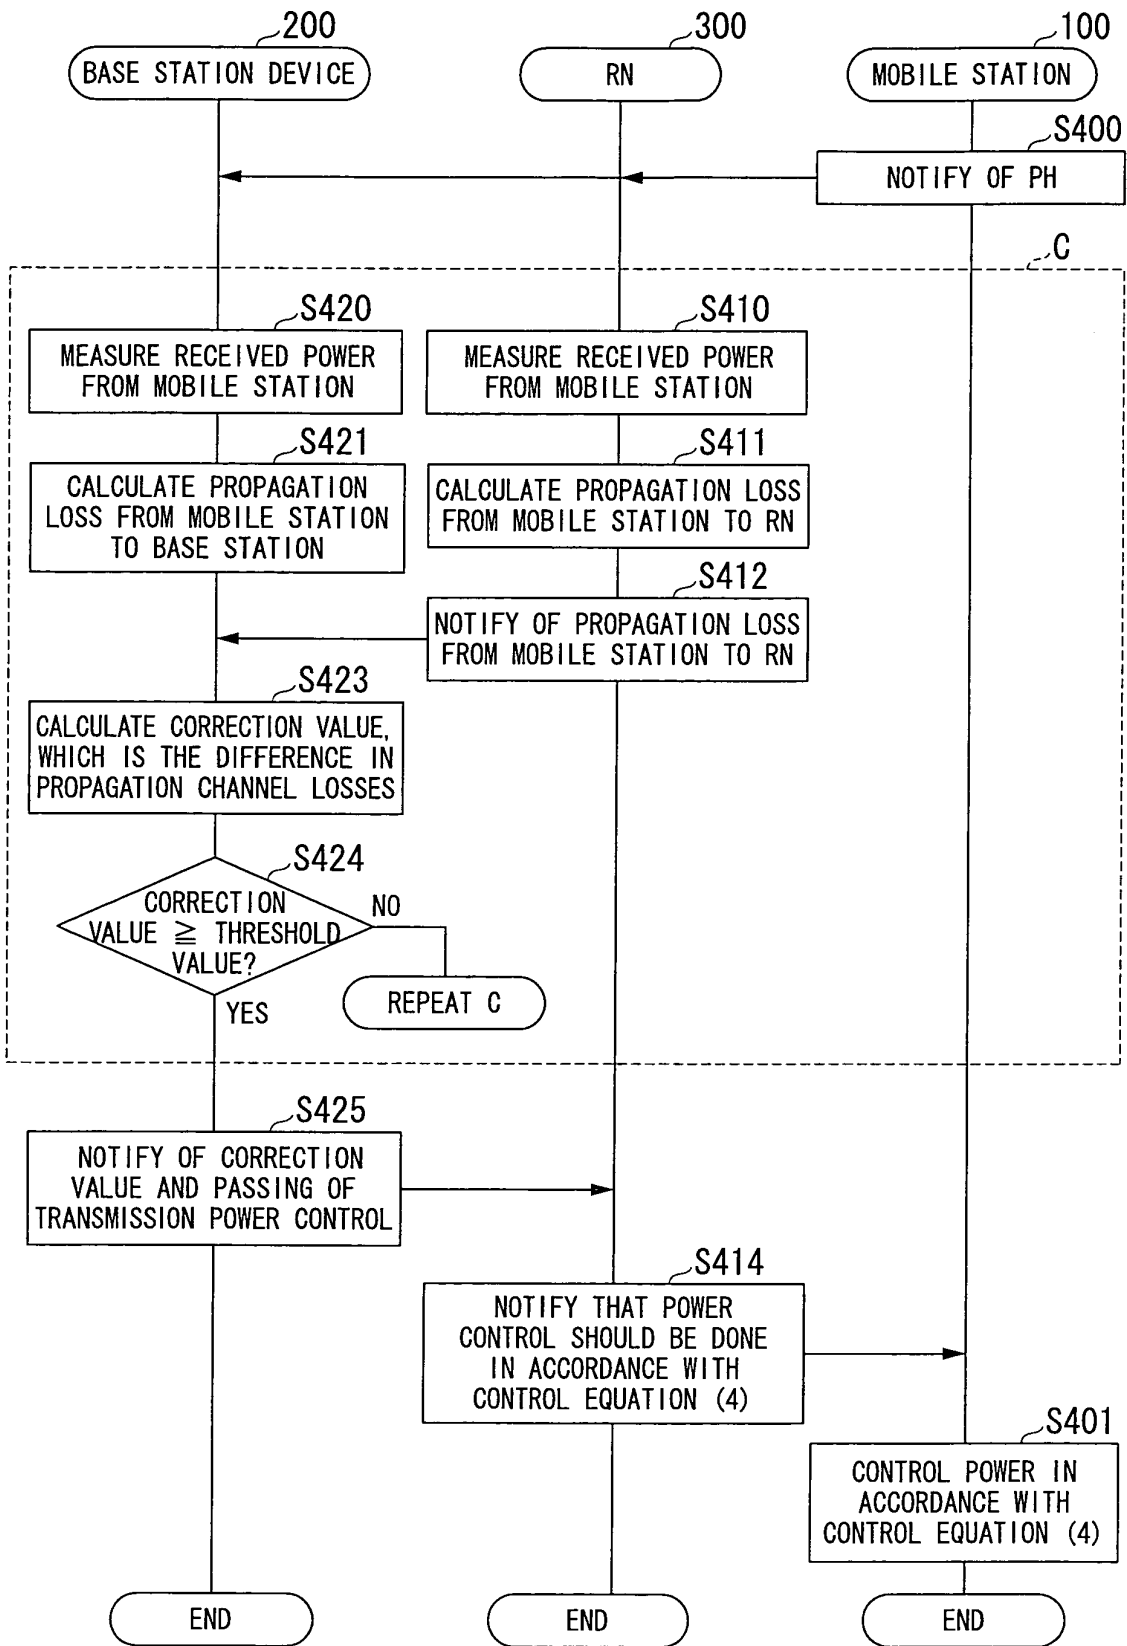 200
300
100
BASE STATION DEVICE
RN
MOBILE STATION
S400
NOTIFY OF PH
C
S420
S410
MEASURE RECEIVED POWER
FROM MOBILE STATION
MEASURE RECEIVED POWER
FROM MOBILE STATION
S421
S411
CALCULATE PROPAGATION
LOSS FROM MOBILE STATION
TO BASE STATION
CALCULATE PROPAGATION LOSS
FROM MOBILE STATION TO RN
S412
NOTIFY OF PROPAGATION LOSS
FROM MOBILE STATION TO RN
S423
CALCULATE CORRECTION VALUE,
WHICH IS THE DIFFERENCE IN
PROPAGATION CHANNEL LOSSES
S424
CORRECTION
VALUE ≧ THRESHOLD
VALUE?
NO
REPEAT C
YES
S425
NOTIFY OF CORRECTION
VALUE AND PASSING OF
TRANSMISSION POWER CONTROL
S414
NOTIFY THAT POWER
CONTROL SHOULD BE DONE
IN ACCORDANCE WITH
CONTROL EQUATION (4)
S401
CONTROL POWER IN
ACCORDANCE WITH
CONTROL EQUATION (4)
END
END
END